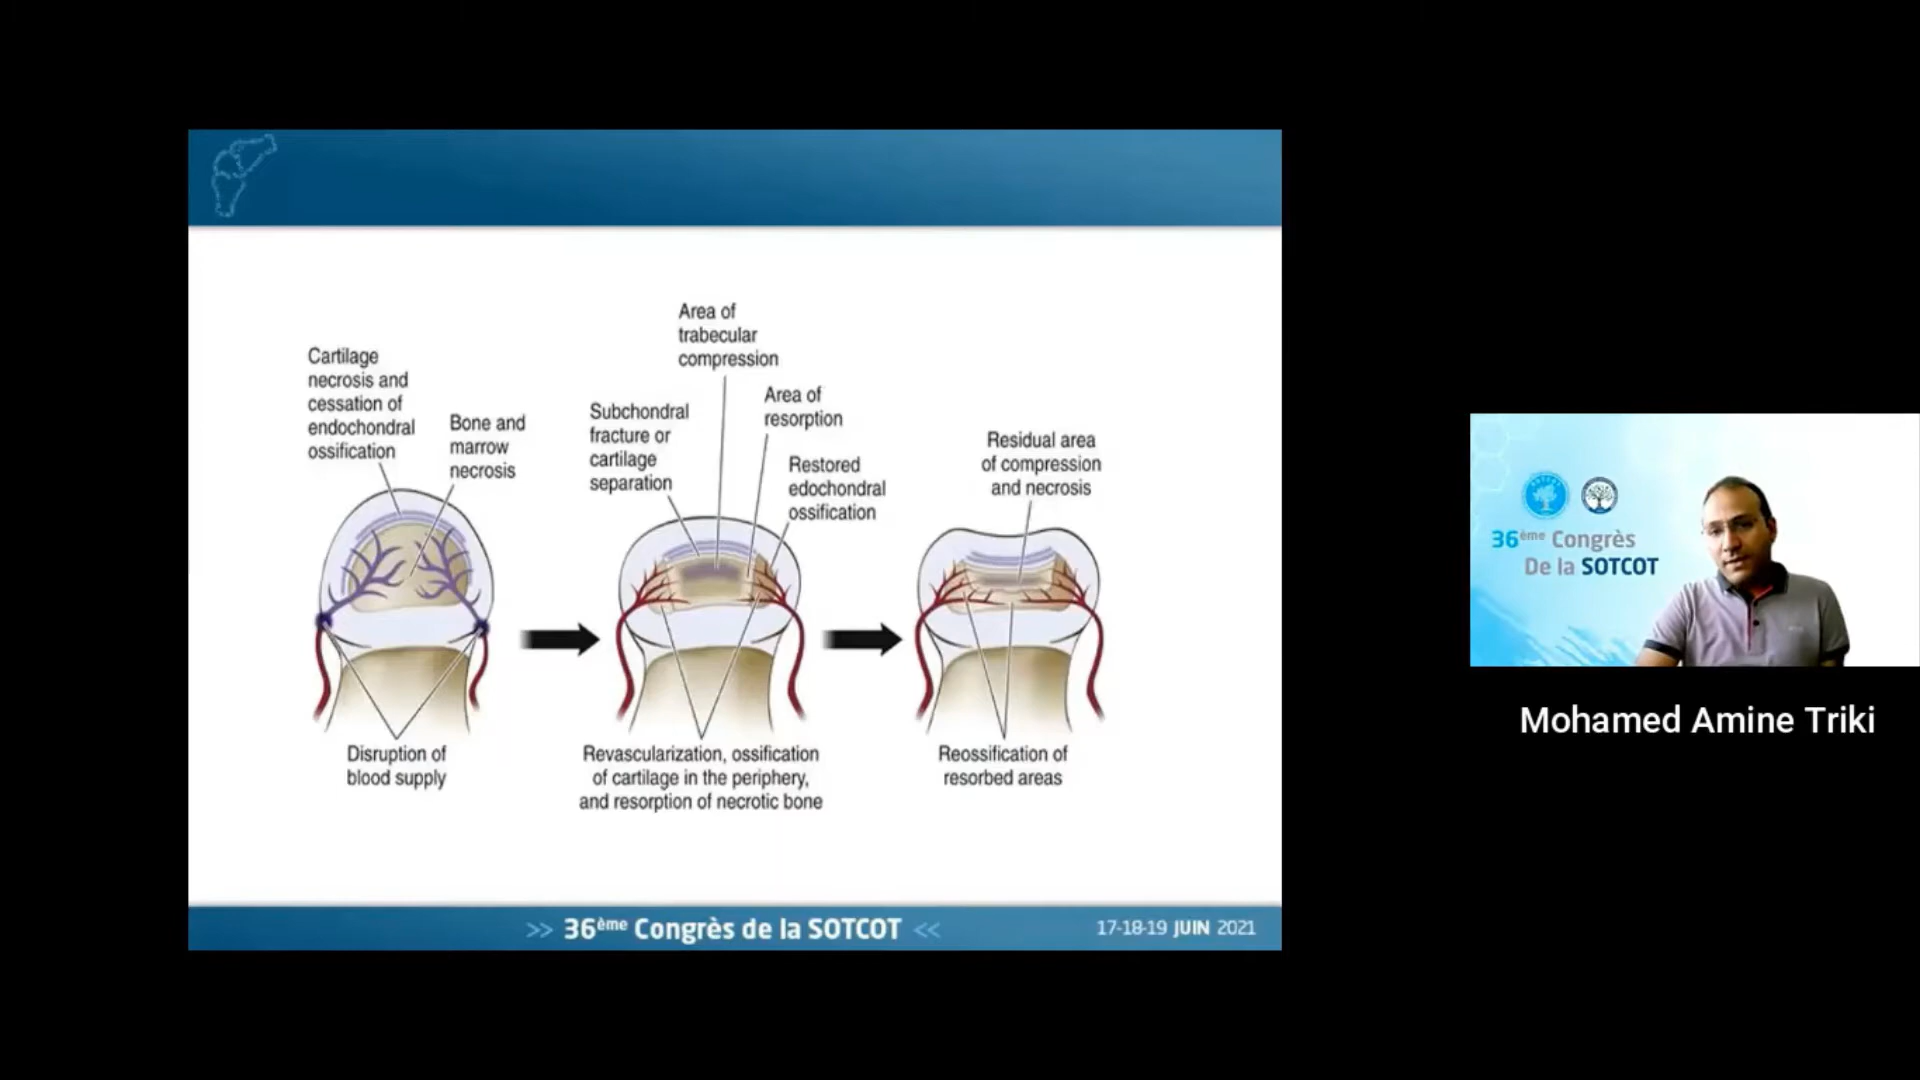 Area of
trabecular
compression
Cartilage
necrosis and
cessation of
endochondral
ossification
Bone and
marrow
necrosis
Subchondral
fracture or
cartilage
separation
Area of
resorption
Restored
edochondral
ossification
Residual area
of compression
and necrosis
Disruption of
blood supply
Revascularization, ossification
of cartilage in the periphery,
and resorption of necrotic bone
Reossification of
resorbed areas
>> 36ème Congrès de la SOTCOT <<
17-18-19 JUIN 2021
36ème Congrès
De la SOTCOT
Mohamed Amine Triki